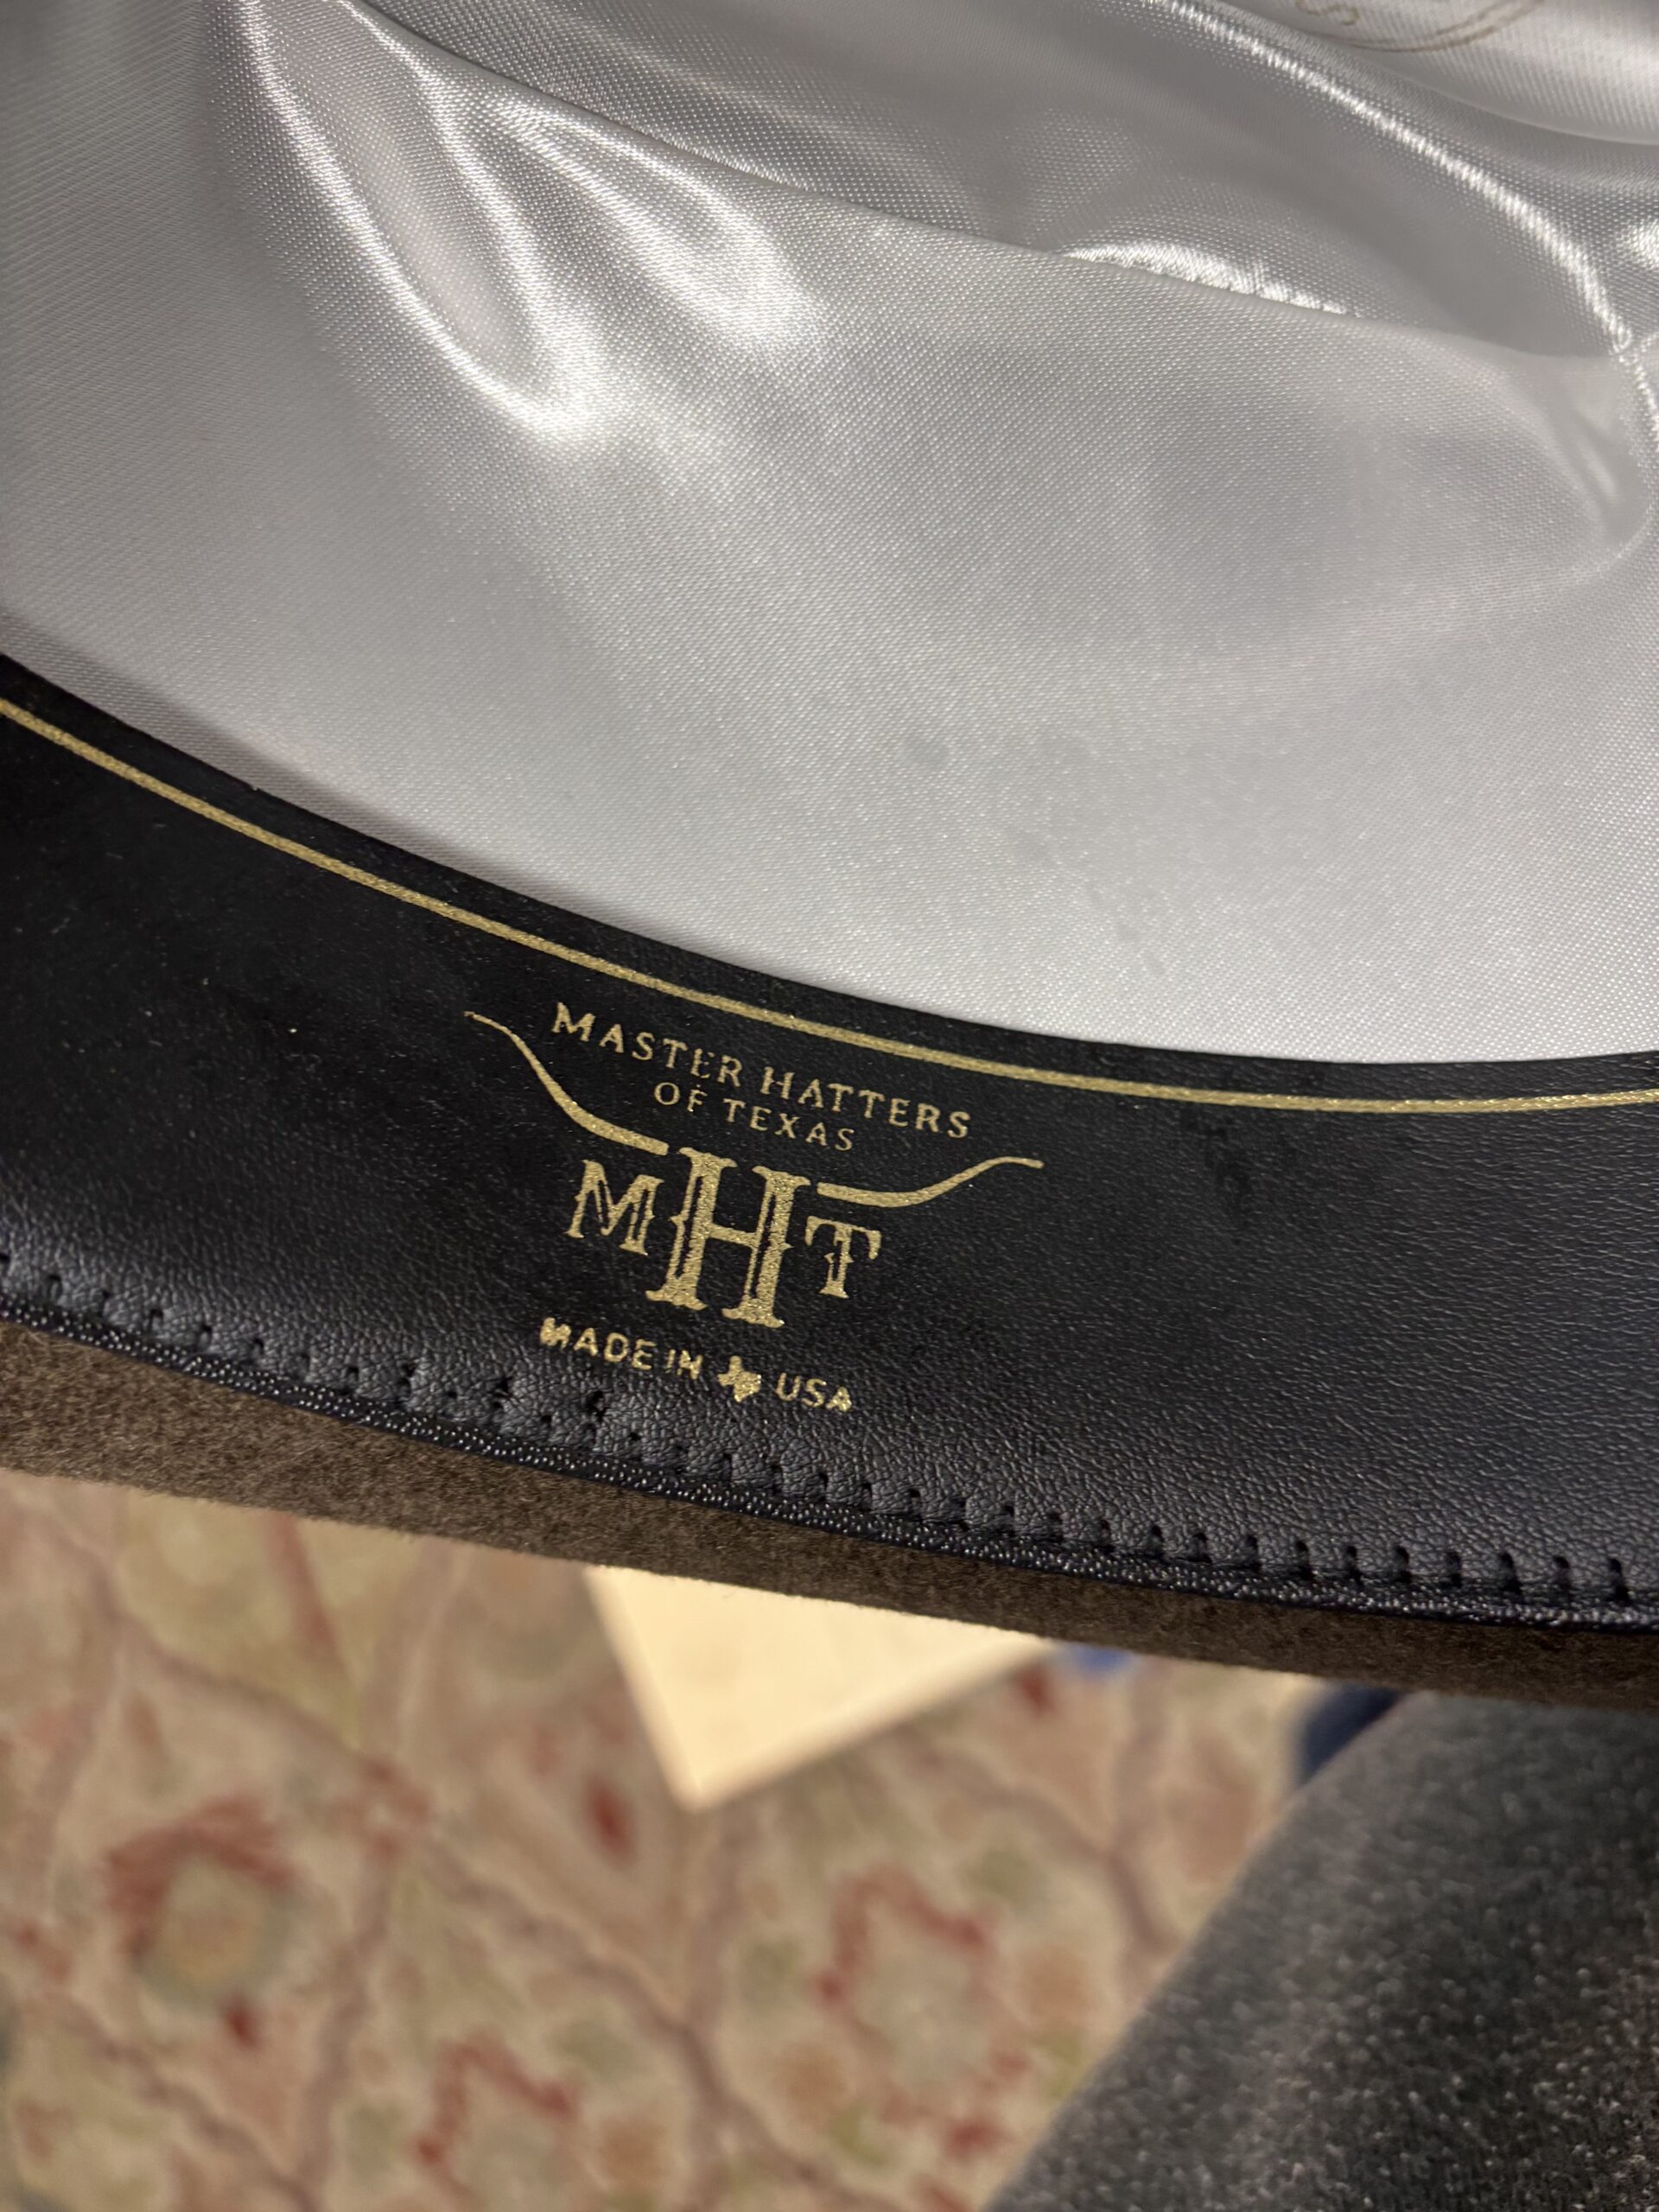 MASTER HATTERS
OF TEXAS
MHT
MADE IN USA